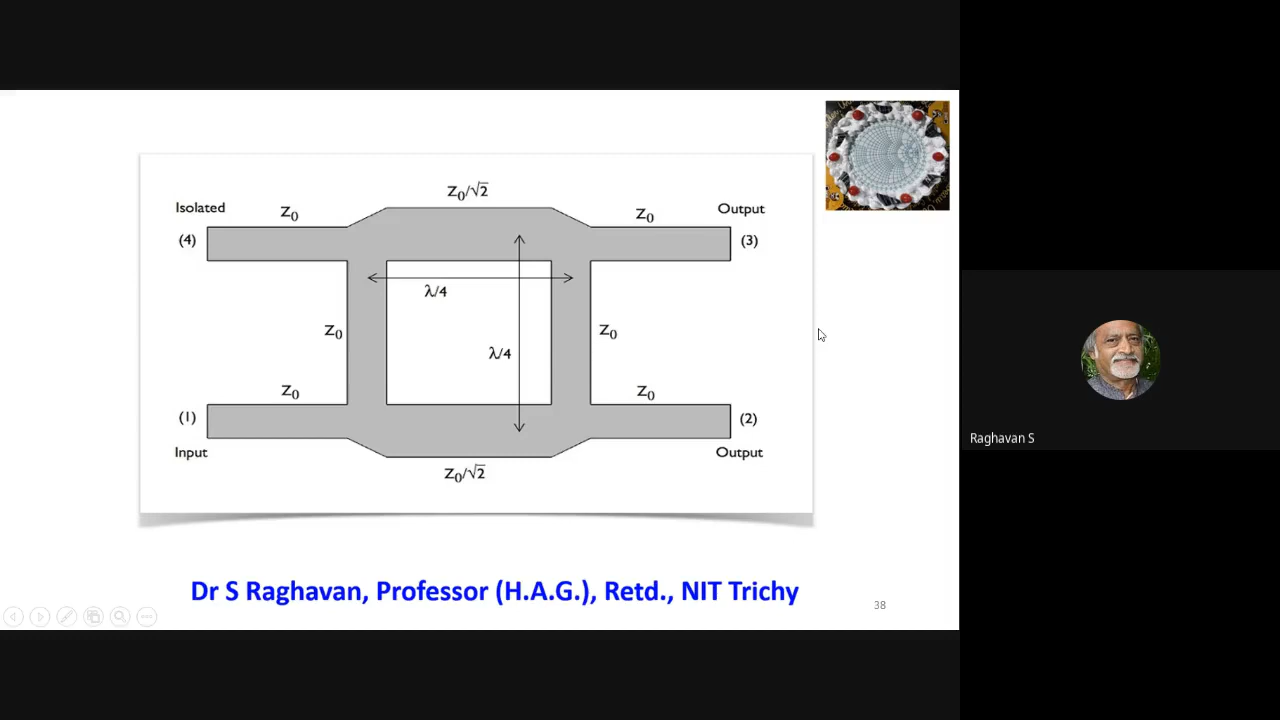 Z₀/√2
Isolated Z₀ Z₀ Output
(4) (3)
λ/4
Z₀ Z₀
λ/4
Z₀ Z₀
(1) (2)
Input Output
Z₀/√2
Dr S Raghavan, Professor (H.A.G.), Retd., NIT Trichy
38
Raghavan S